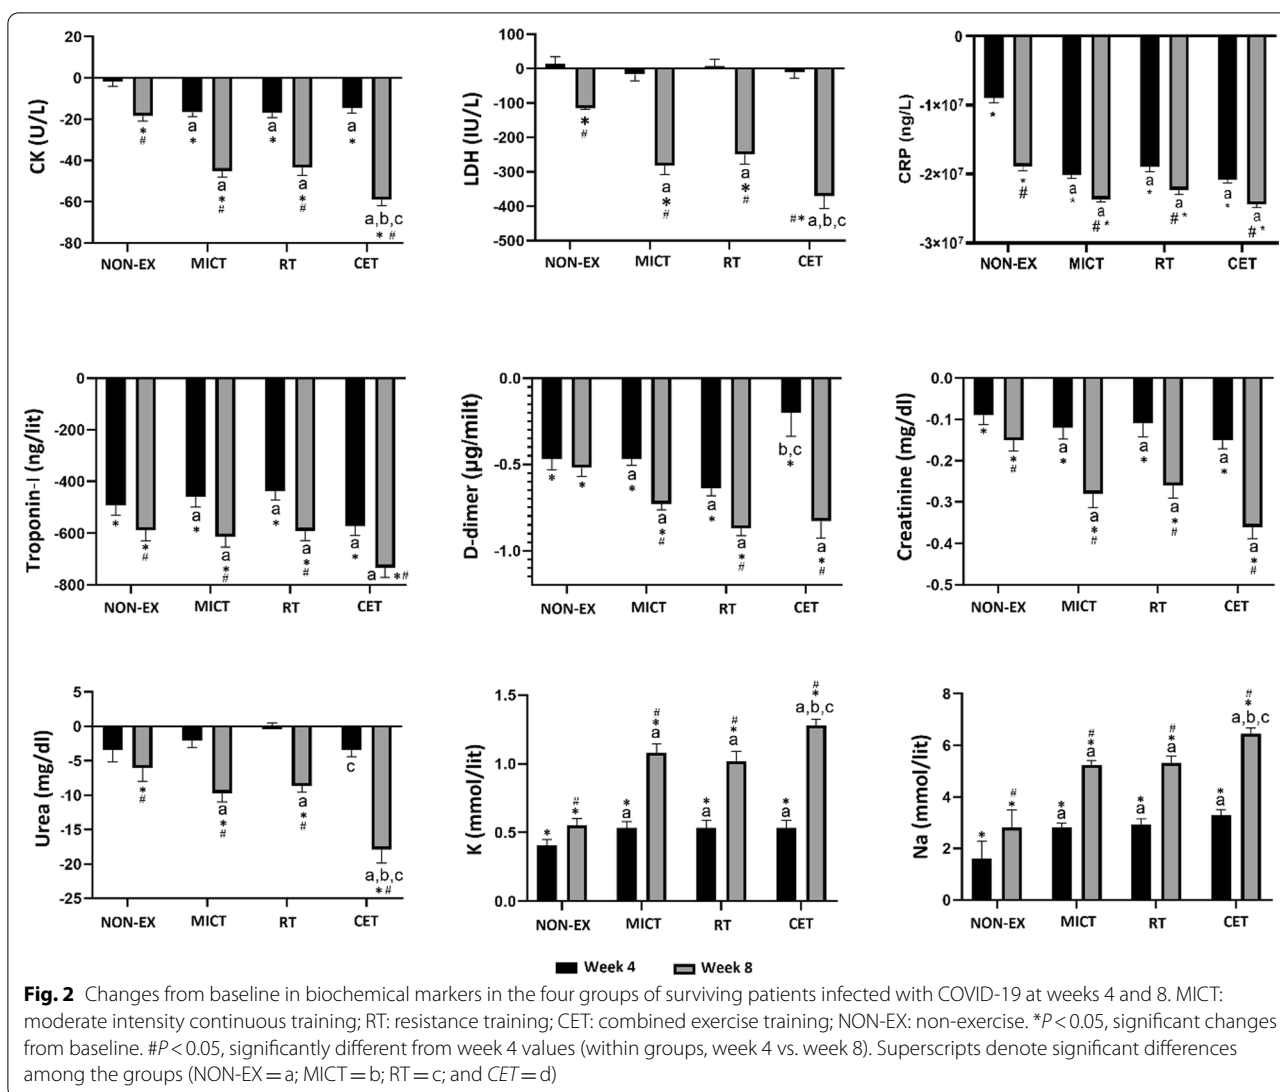 CK (U/L)
20
0
-20
-40
-60
-80
*
#
a
*
a
*
#
a
*
a
*
#
a
*
a,b,c
* #
NON-EX MICT RT CET
LDH (IU/L)
100
0
-100
-200
-300
-400
-500
*
#
a
*
#
a
*
#
#* a,b,c
NON-EX MICT RT CET
CRP (ng/L)
0
-1×10⁷
-2×10⁷
-3×10⁷
*
*
#
a
*
a
# *
a
*
a
# *
a
*
a
# *
NON-EX MICT RT CET
Troponin-I (ng/lit)
0
-200
-400
-600
-800
*
*
#
a
*
a
*#
a
*
a
*#
a
*
a *#
NON-EX MICT RT CET
D-dimer (µg/milt)
0.0
-0.5
-1.0
*
*
a
*
a
*
#
a
*
a
*
#
b,c
*
a
*
#
NON-EX MICT RT CET
Creatinine (mg/dl)
0.0
-0.1
-0.2
-0.3
-0.4
-0.5
*
*
#
a
*
a
*
#
a
*
a
*
#
a
*
a
*
#
NON-EX MICT RT CET
Urea (mg/dl)
5
0
-5
-10
-15
-20
-25
*
#
a
*
#
a
*
#
c
a,b,c
* #
NON-EX MICT RT CET
K (mmol/lit)
1.5
1.0
0.5
0.0
*
#
*
*
a
#
*
a
*
a
#
*
a
*
a
#
*
a,b,c
NON-EX MICT RT CET
Na (mmol/lit)
8
6
4
2
0
*
#
*
*
a
#
*
a
*
a
#
*
a
*
a
#
*
a,b,c
NON-EX MICT RT CET
Week 4 Week 8
Fig. 2 Changes from baseline in biochemical markers in the four groups of surviving patients infected with COVID-19 at weeks 4 and 8. MICT:
moderate intensity continuous training; RT: resistance training; CET: combined exercise training; NON-EX: non-exercise. *P < 0.05, significant changes
from baseline. #P < 0.05, significantly different from week 4 values (within groups, week 4 vs. week 8). Superscripts denote significant differences
among the groups (NON-EX = a; MICT = b; RT = c; and CET = d)